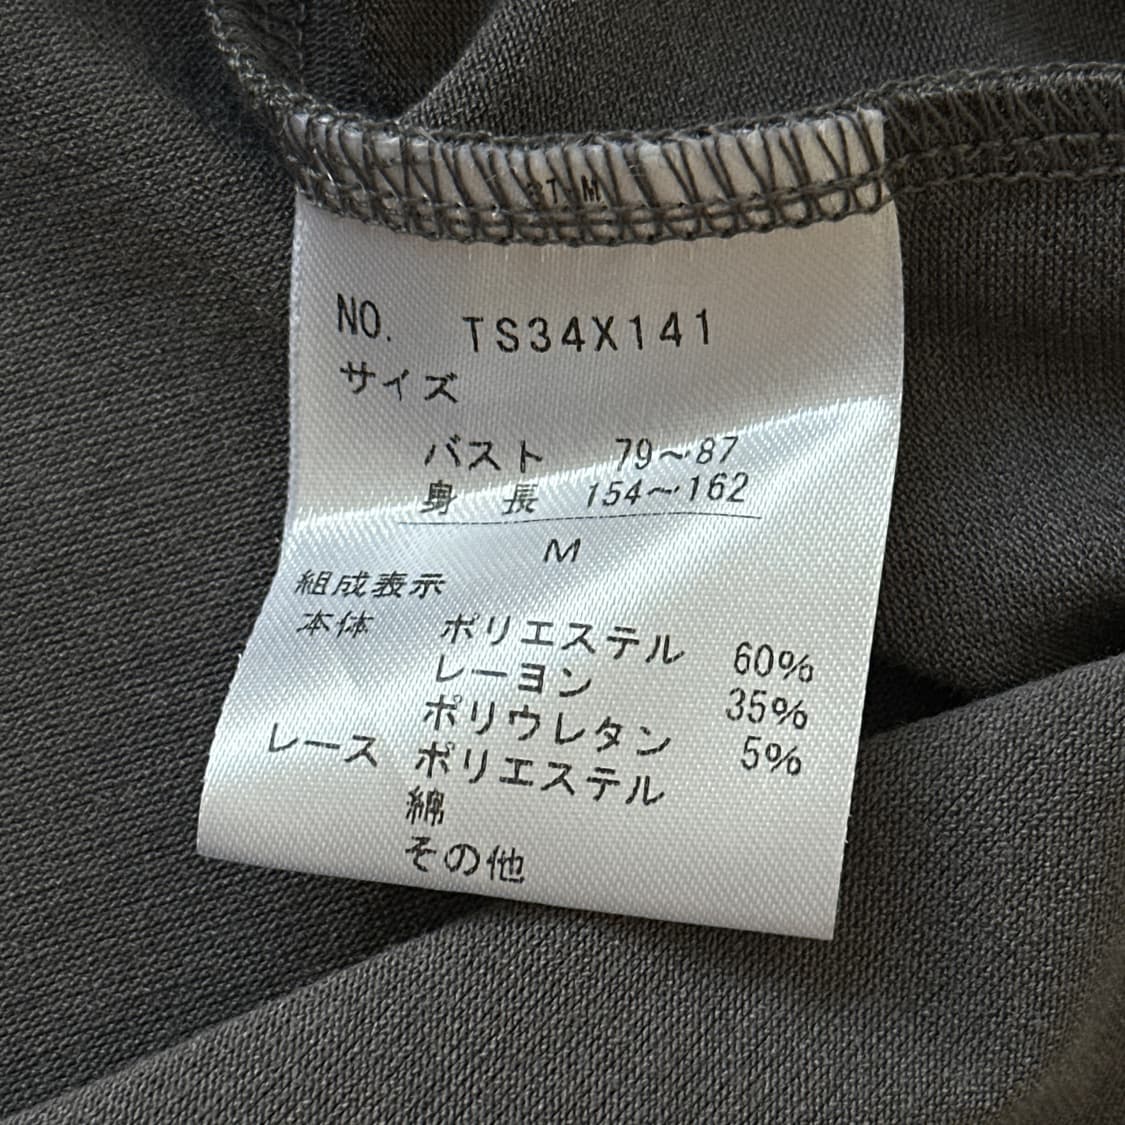 NO. TS34X141
サイズ
バスト 79〜87
身長 154〜162
M
組成表示
本体 ポリエステル 60%
レーヨン 35%
ポリウレタン 5%
レース ポリエステル
綿
その他